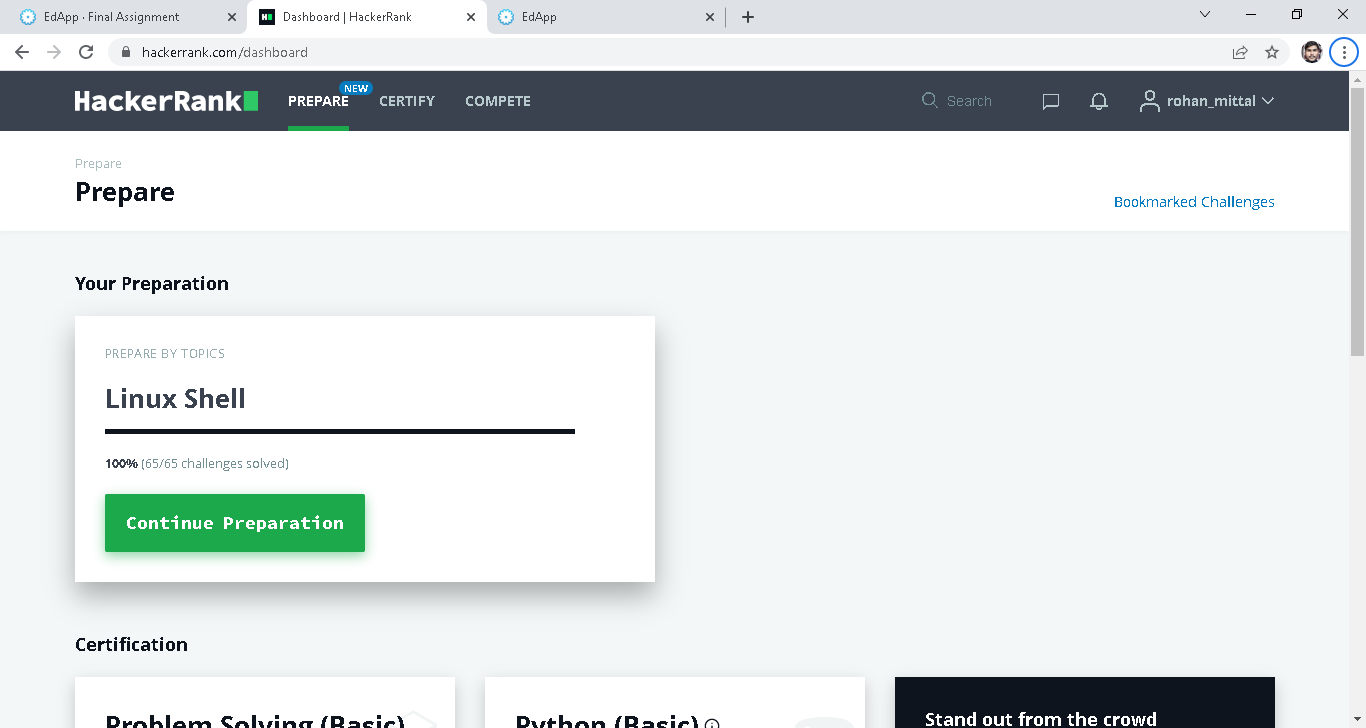 EdApp · Final Assignment
Dashboard | HackerRank
EdApp
hackerrank.com/dashboard
HackerRank
PREPARE
NEW
CERTIFY
COMPETE
Search
rohan_mittal
Prepare
Prepare
Bookmarked Challenges
Your Preparation
PREPARE BY TOPICS
Linux Shell
100% (65/65 challenges solved)
Continue Preparation
Certification
Problem Solving (Basic)
Python (Basic)
Stand out from the crowd